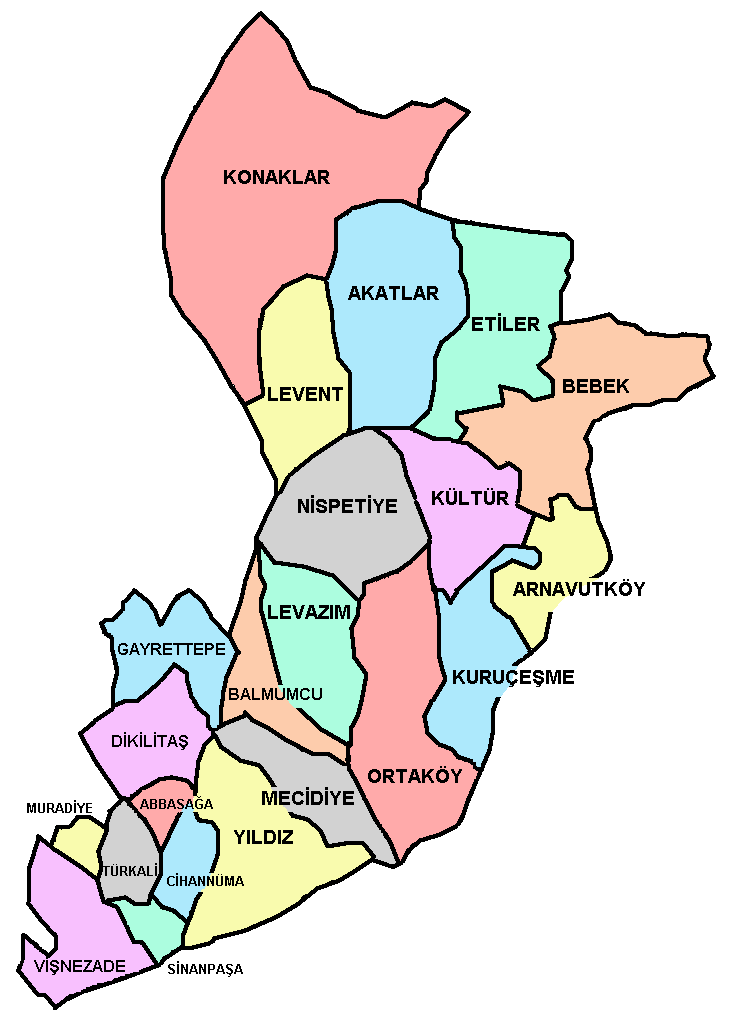 KONAKLAR
AKATLAR
ETİLER
BEBEK
LEVENT
KÜLTÜR
NİSPETİYE
ARNAVUTKÖY
LEVAZIM
GAYRETTEPE
KURUÇEŞME
BALMUMCU
DİKİLİTAŞ
ORTAKÖY
MECİDİYE
ABBASAĞA
MURADİYE
YILDIZ
TÜRKALİ
CİHANNÜMA
VİŞNEZADE
SİNANPAŞA